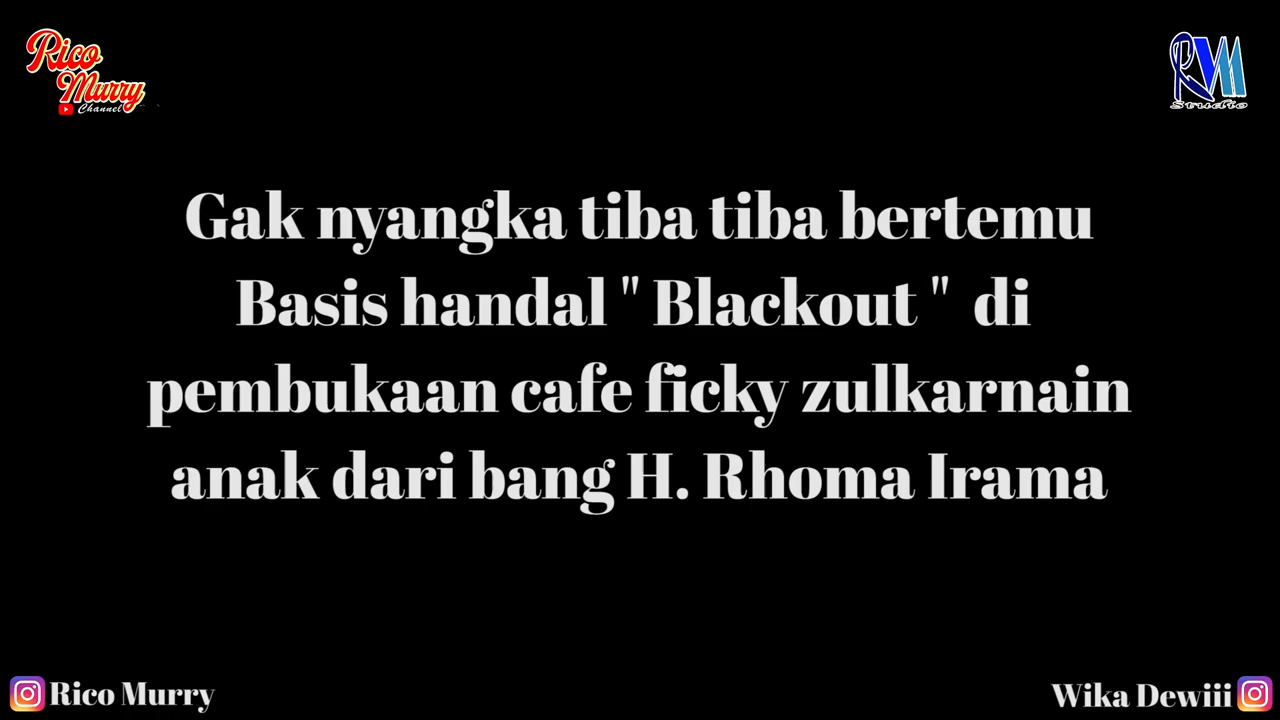 Rico
Murry
Channel
RM
Studio
Gak nyangka tiba tiba bertemu
Basis handal " Blackout " di
pembukaan cafe ficky zulkarnain
anak dari bang H. Rhoma Irama
Rico Murry
Wika Dewiii